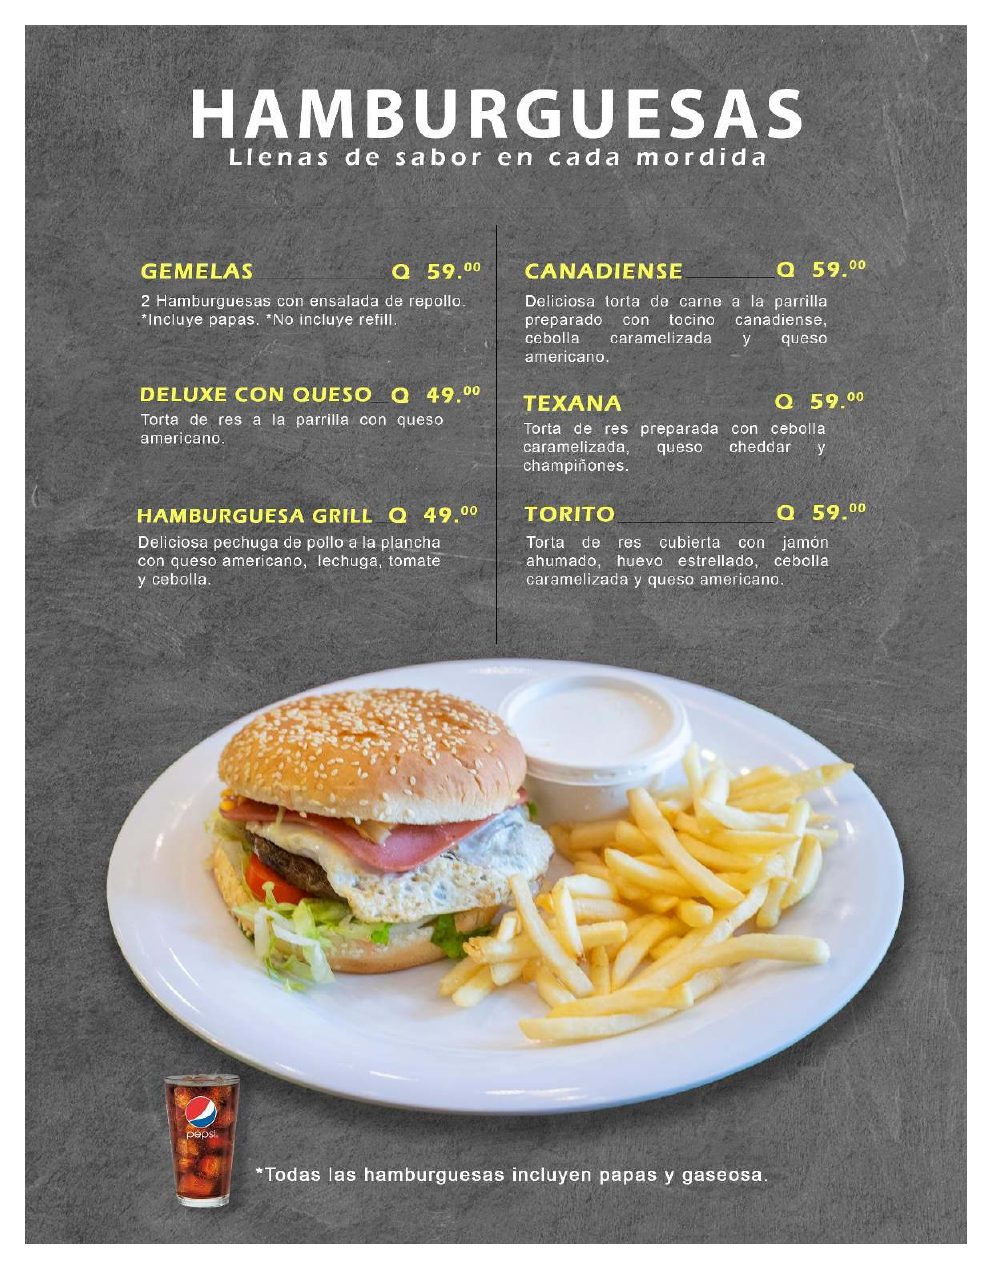 HAMBURGUESAS
Llenas de sabor en cada mordida
GEMELAS Q 59.00
2 Hamburguesas con ensalada de repollo.
*Incluye papas. *No incluye refill.
DELUXE CON QUESO Q 49.00
Torta de res a la parrilla con queso
americano.
HAMBURGUESA GRILL Q 49.00
Deliciosa pechuga de pollo a la plancha
con queso americano, lechuga, tomate
y cebolla.
CANADIENSE Q 59.00
Deliciosa torta de carne a la parrilla
preparado con tocino canadiense,
cebolla caramelizada y queso
americano.
TEXANA Q 59.00
Torta de res preparada con cebolla
caramelizada, queso cheddar y
champiñones.
TORITO Q 59.00
Torta de res cubierta con jamón
ahumado, huevo estrellado, cebolla
caramelizada y queso americano.
pepsi
*Todas las hamburguesas incluyen papas y gaseosa.